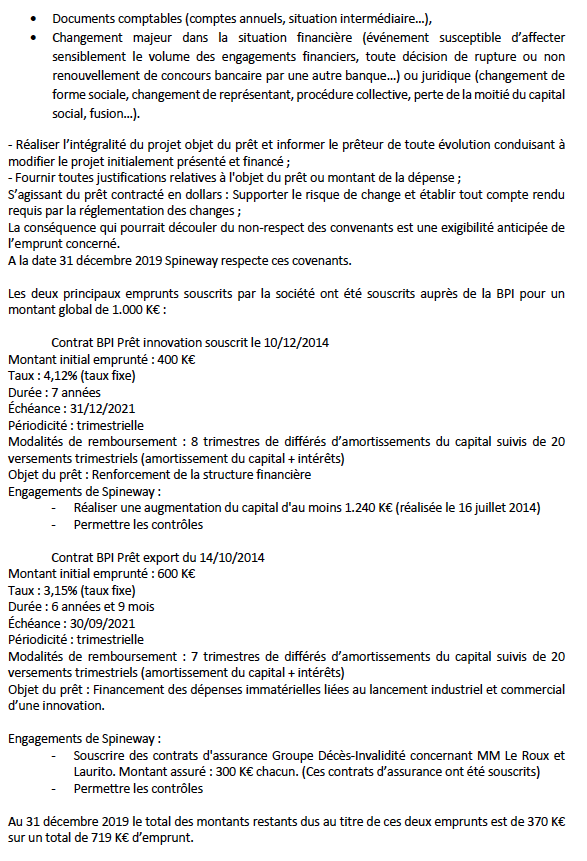 • Documents comptables (comptes annuels, situation intermédiaire…),
• Changement majeur dans la situation financière (événement susceptible d’affecter
sensiblement le volume des engagements financiers, toute décision de rupture ou non
renouvellement de concours bancaire par une autre banque…) ou juridique (changement de
forme sociale, changement de représentant, procédure collective, perte de la moitié du capital
social, fusion…).
- Réaliser l’intégralité du projet objet du prêt et informer le prêteur de toute évolution conduisant à
modifier le projet initialement présenté et financé ;
- Fournir toutes justifications relatives à l'objet du prêt ou montant de la dépense ;
S’agissant du prêt contracté en dollars : Supporter le risque de change et établir tout compte rendu
requis par la réglementation des changes ;
La conséquence qui pourrait découler du non-respect des convenants est une exigibilité anticipée de
l’emprunt concerné.
A la date 31 décembre 2019 Spineway respecte ces covenants.
Les deux principaux emprunts souscrits par la société ont été souscrits auprès de la BPI pour un
montant global de 1.000 K€ :
Contrat BPI Prêt innovation souscrit le 10/12/2014
Montant initial emprunté : 400 K€
Taux : 4,12% (taux fixe)
Durée : 7 années
Échéance : 31/12/2021
Périodicité : trimestrielle
Modalités de remboursement : 8 trimestres de différés d’amortissements du capital suivis de 20
versements trimestriels (amortissement du capital + intérêts)
Objet du prêt : Renforcement de la structure financière
Engagements de Spineway :
- Réaliser une augmentation du capital d'au moins 1.240 K€ (réalisée le 16 juillet 2014)
- Permettre les contrôles
Contrat BPI Prêt export du 14/10/2014
Montant initial emprunté : 600 K€
Taux : 3,15% (taux fixe)
Durée : 6 années et 9 mois
Échéance : 30/09/2021
Périodicité : trimestrielle
Modalités de remboursement : 7 trimestres de différés d’amortissements du capital suivis de 20
versements trimestriels (amortissement du capital + intérêts)
Objet du prêt : Financement des dépenses immatérielles liées au lancement industriel et commercial
d’une innovation.
Engagements de Spineway :
- Souscrire des contrats d'assurance Groupe Décès-Invalidité concernant MM Le Roux et
Laurito. Montant assuré : 300 K€ chacun. (Ces contrats d’assurance ont été souscrits)
- Permettre les contrôles
Au 31 décembre 2019 le total des montants restants dus au titre de ces deux emprunts est de 370 K€
sur un total de 719 K€ d’emprunt.